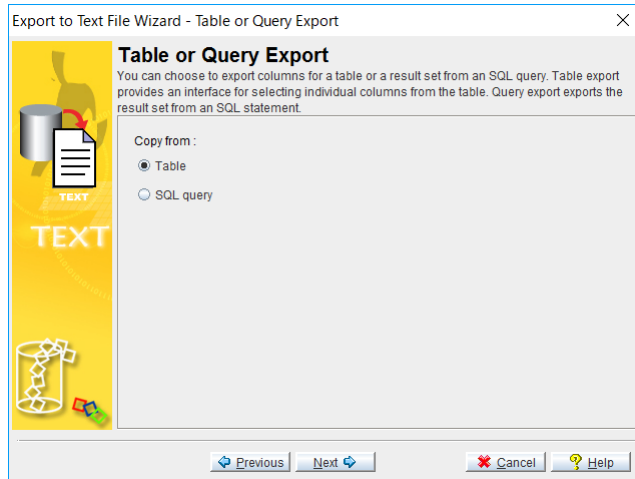 Export to Text File Wizard - Table or Query Export
Table or Query Export
You can choose to export columns for a table or a result set from an SQL query. Table export
provides an interface for selecting individual columns from the table. Query export exports the
result set from an SQL statement.
Copy from :
Table
SQL query
TEXT
TEXT
Previous
Next
Cancel
Help